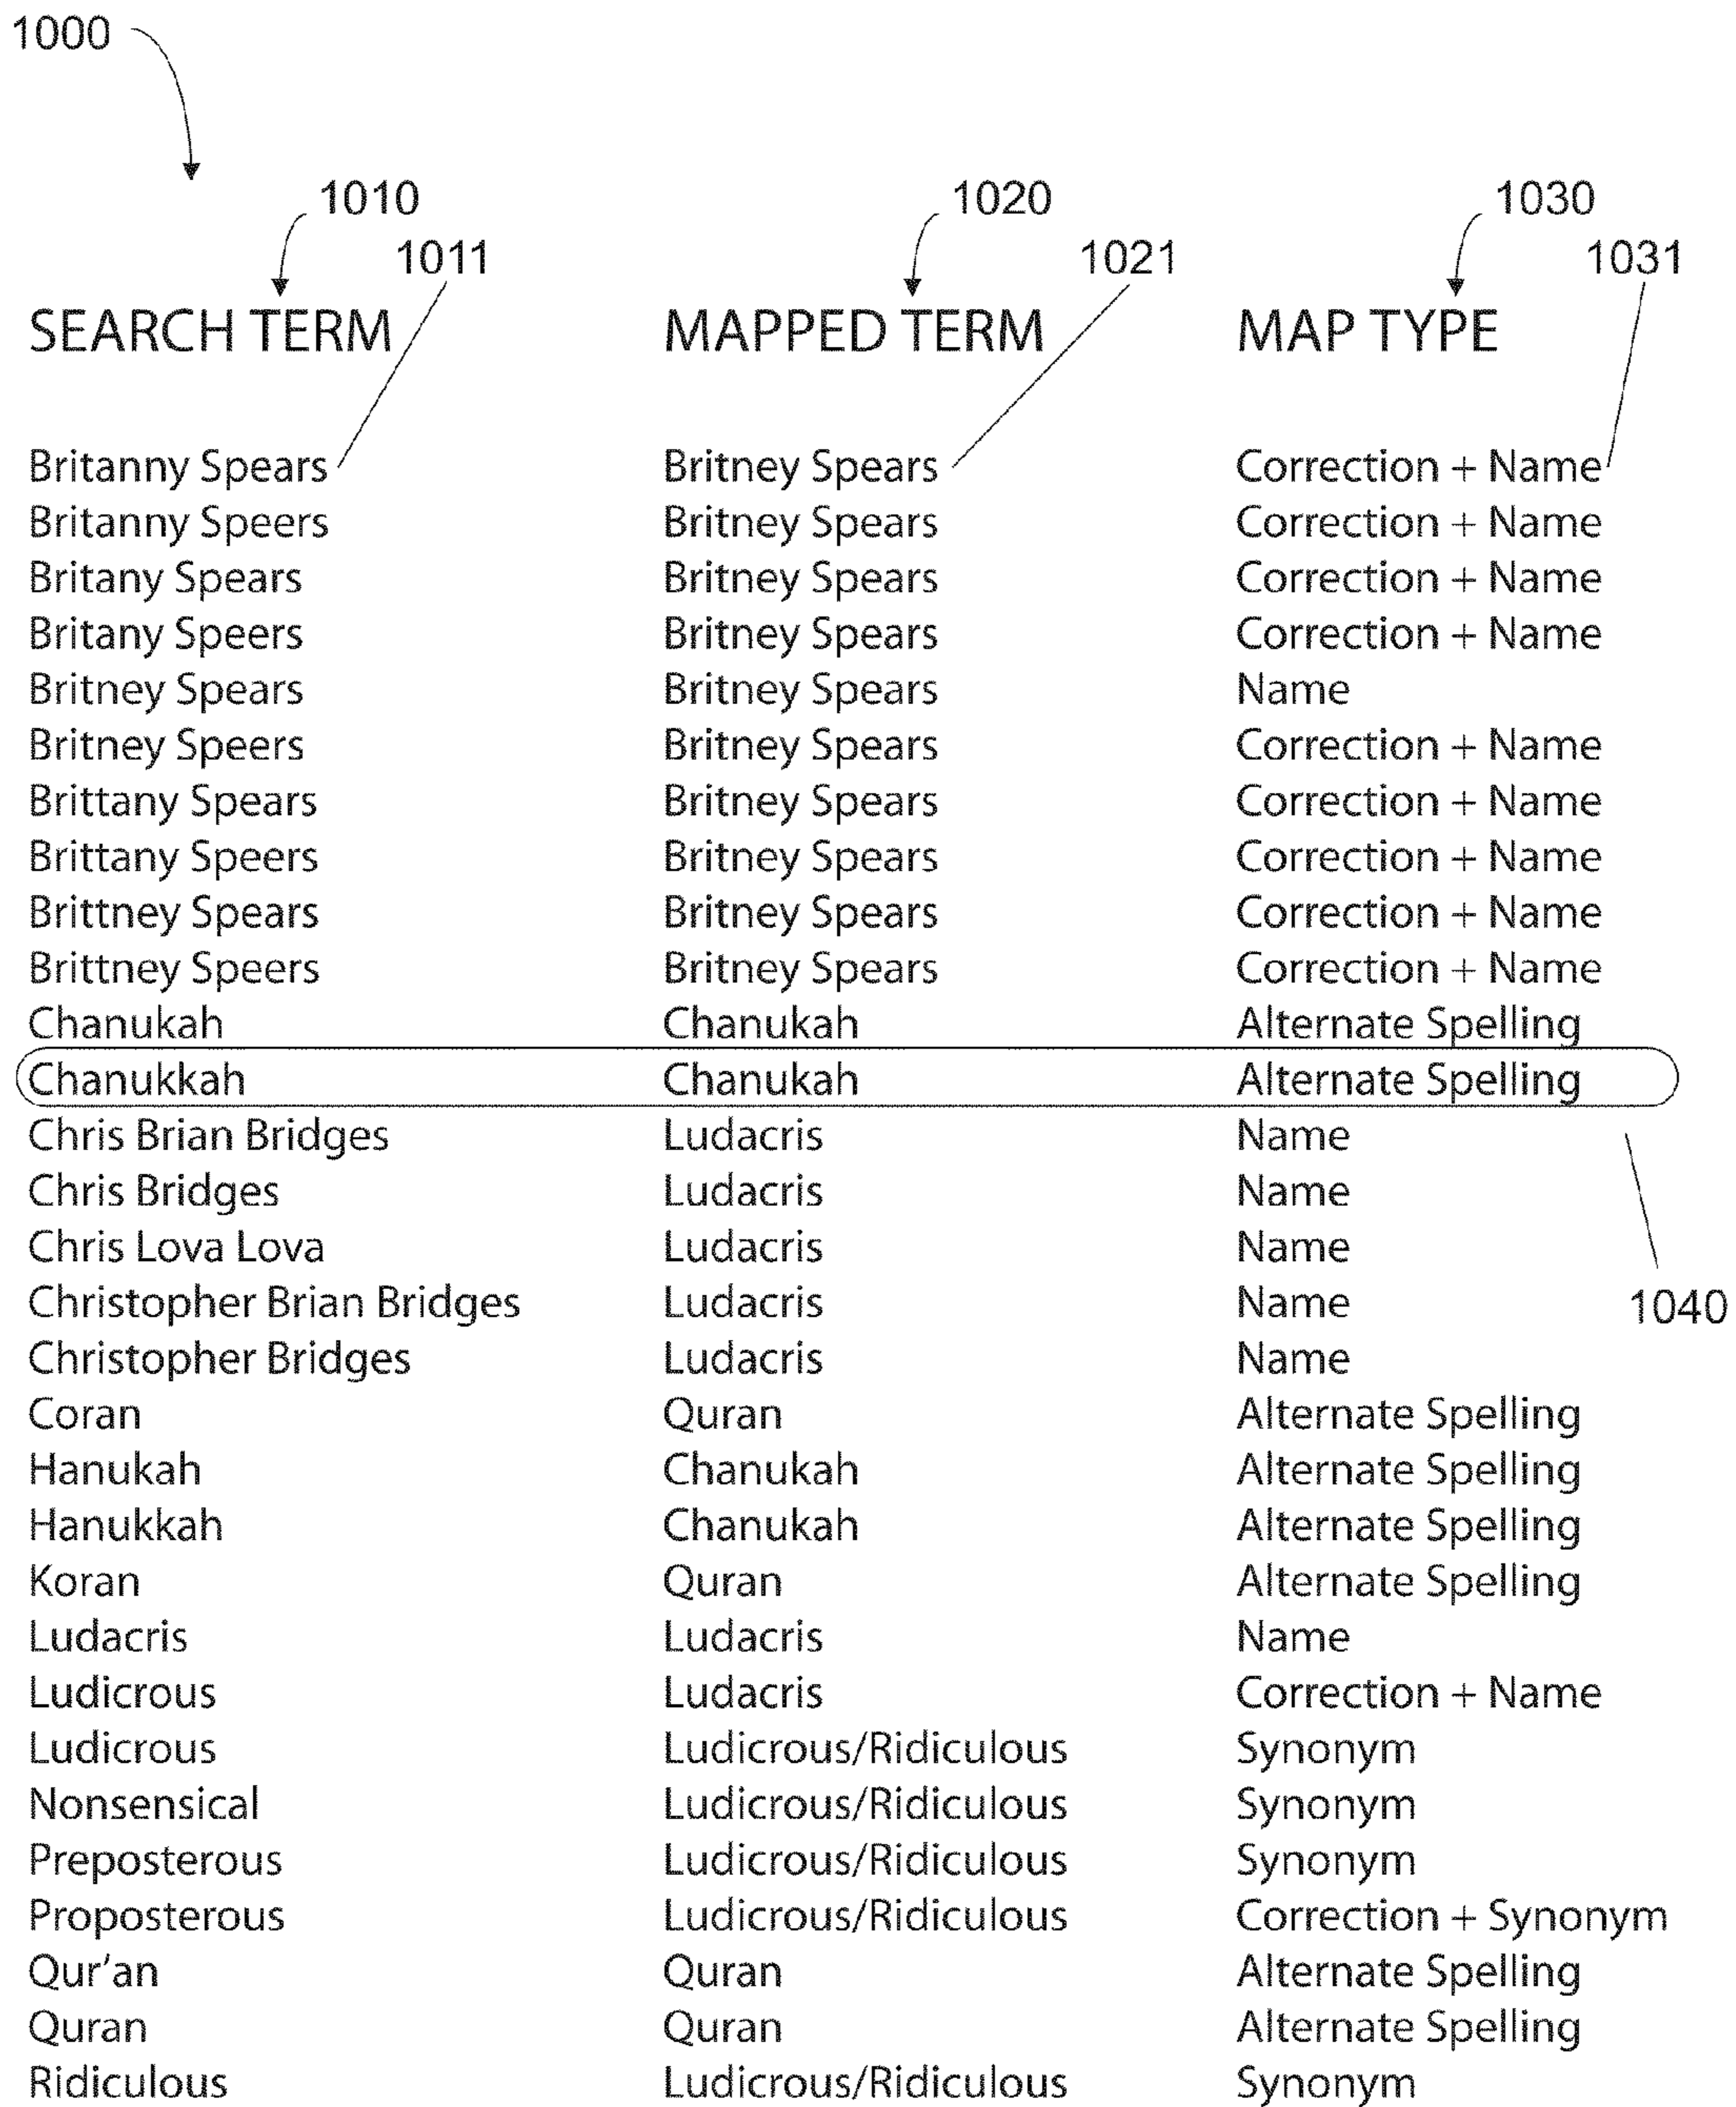 1000
1010 1020 1030
1011 1021 1031
SEARCH TERM MAPPED TERM MAP TYPE
Britanny Spears Britney Spears Correction + Name
Britanny Speers Britney Spears Correction + Name
Britany Spears Britney Spears Correction + Name
Britany Speers Britney Spears Correction + Name
Britney Spears Britney Spears Name
Britney Speers Britney Spears Correction + Name
Brittany Spears Britney Spears Correction + Name
Brittany Speers Britney Spears Correction + Name
Brittney Spears Britney Spears Correction + Name
Brittney Speers Britney Spears Correction + Name
Chanukah Chanukah Alternate Spelling
Chanukkah Chanukah Alternate Spelling
Chris Brian Bridges Ludacris Name
Chris Bridges Ludacris Name
Chris Lova Lova Ludacris Name
Christopher Brian Bridges Ludacris Name 1040
Christopher Bridges Ludacris Name
Coran Quran Alternate Spelling
Hanukah Chanukah Alternate Spelling
Hanukkah Chanukah Alternate Spelling
Koran Quran Alternate Spelling
Ludacris Ludacris Name
Ludicrous Ludacris Correction + Name
Ludicrous Ludicrous/Ridiculous Synonym
Nonsensical Ludicrous/Ridiculous Synonym
Preposterous Ludicrous/Ridiculous Synonym
Proposterous Ludicrous/Ridiculous Correction + Synonym
Qur’an Quran Alternate Spelling
Quran Quran Alternate Spelling
Ridiculous Ludicrous/Ridiculous Synonym